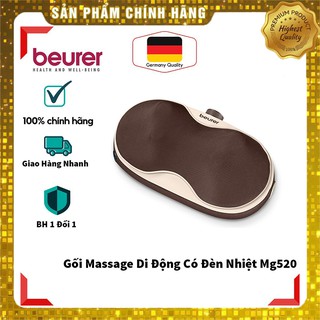 SẢN PHẨM CHÍNH HÃNG
beurer
HEALTH AND WELL-BEING
Germany Quality
PREMIUM PRODUCT
Highest
Quality
100% chính hãng
Giao Hàng Nhanh
BH 1 Đổi 1
beurer
Gối Massage Di Động Có Đèn Nhiệt Mg520